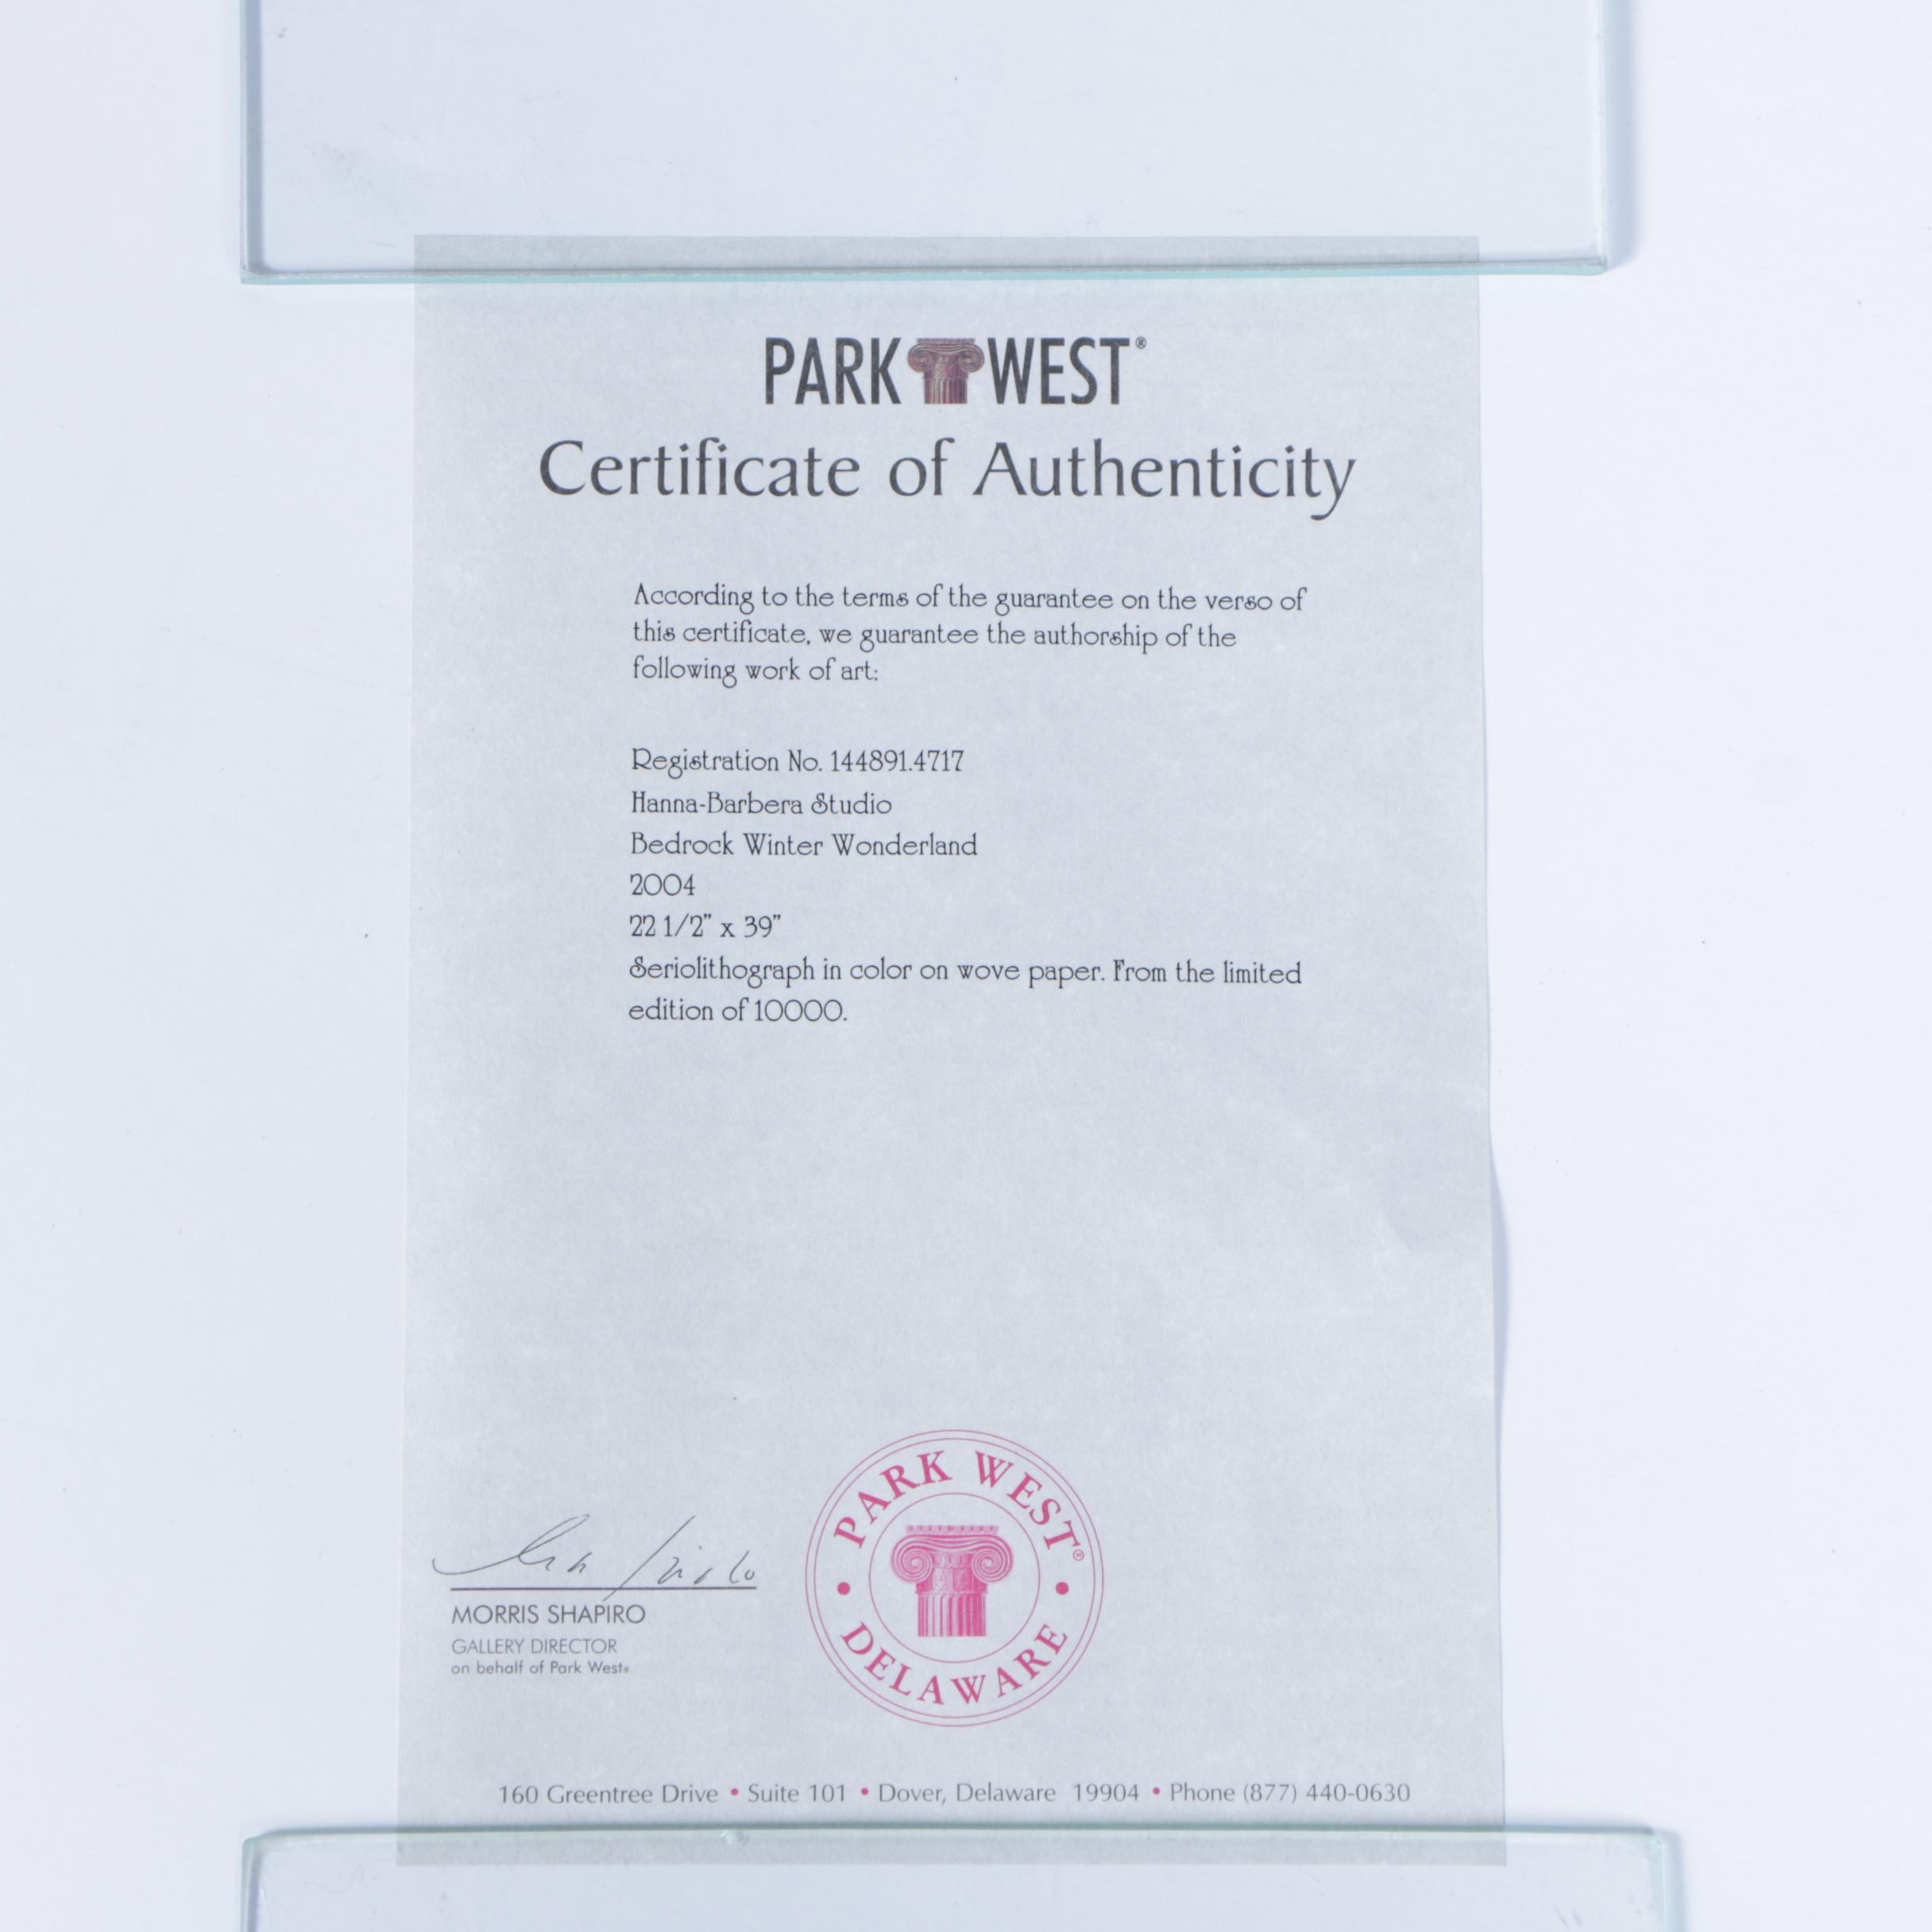 PARK WEST®
Certificate of Authenticity
According to the terms of the guarantee on the verso of
this certificate, we guarantee the authorship of the
following work of art:
Registration No. 144891.4717
Hanna-Barbera Studio
Bedrock Winter Wonderland
2004
22 1/2" x 39"
Seriolithograph in color on wove paper. From the limited
edition of 10000.
PARK WEST®
• DELAWARE •
MORRIS SHAPIRO
GALLERY DIRECTOR
on behalf of Park West®
160 Greentree Drive • Suite 101 • Dover, Delaware 19904 • Phone (877) 440-0630